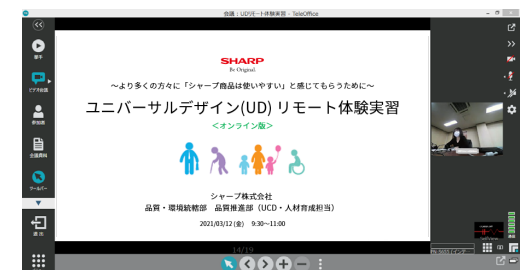 会議：UDリモート体験実習 - TeleOffice
SHARP
Be Original.
～より多くの方々に「シャープ商品は使いやすい」と感じてもらうために～
ユニバーサルデザイン(UD) リモート体験実習
＜オンライン版＞
シャープ株式会社
品質・環境統轄部　品質推進部（UCD・人材育成担当）
2021/03/12 (金)　9:30～11:00
14/19
挙手
ビデオ会議
参加者
会議資料
ツールバー
退出